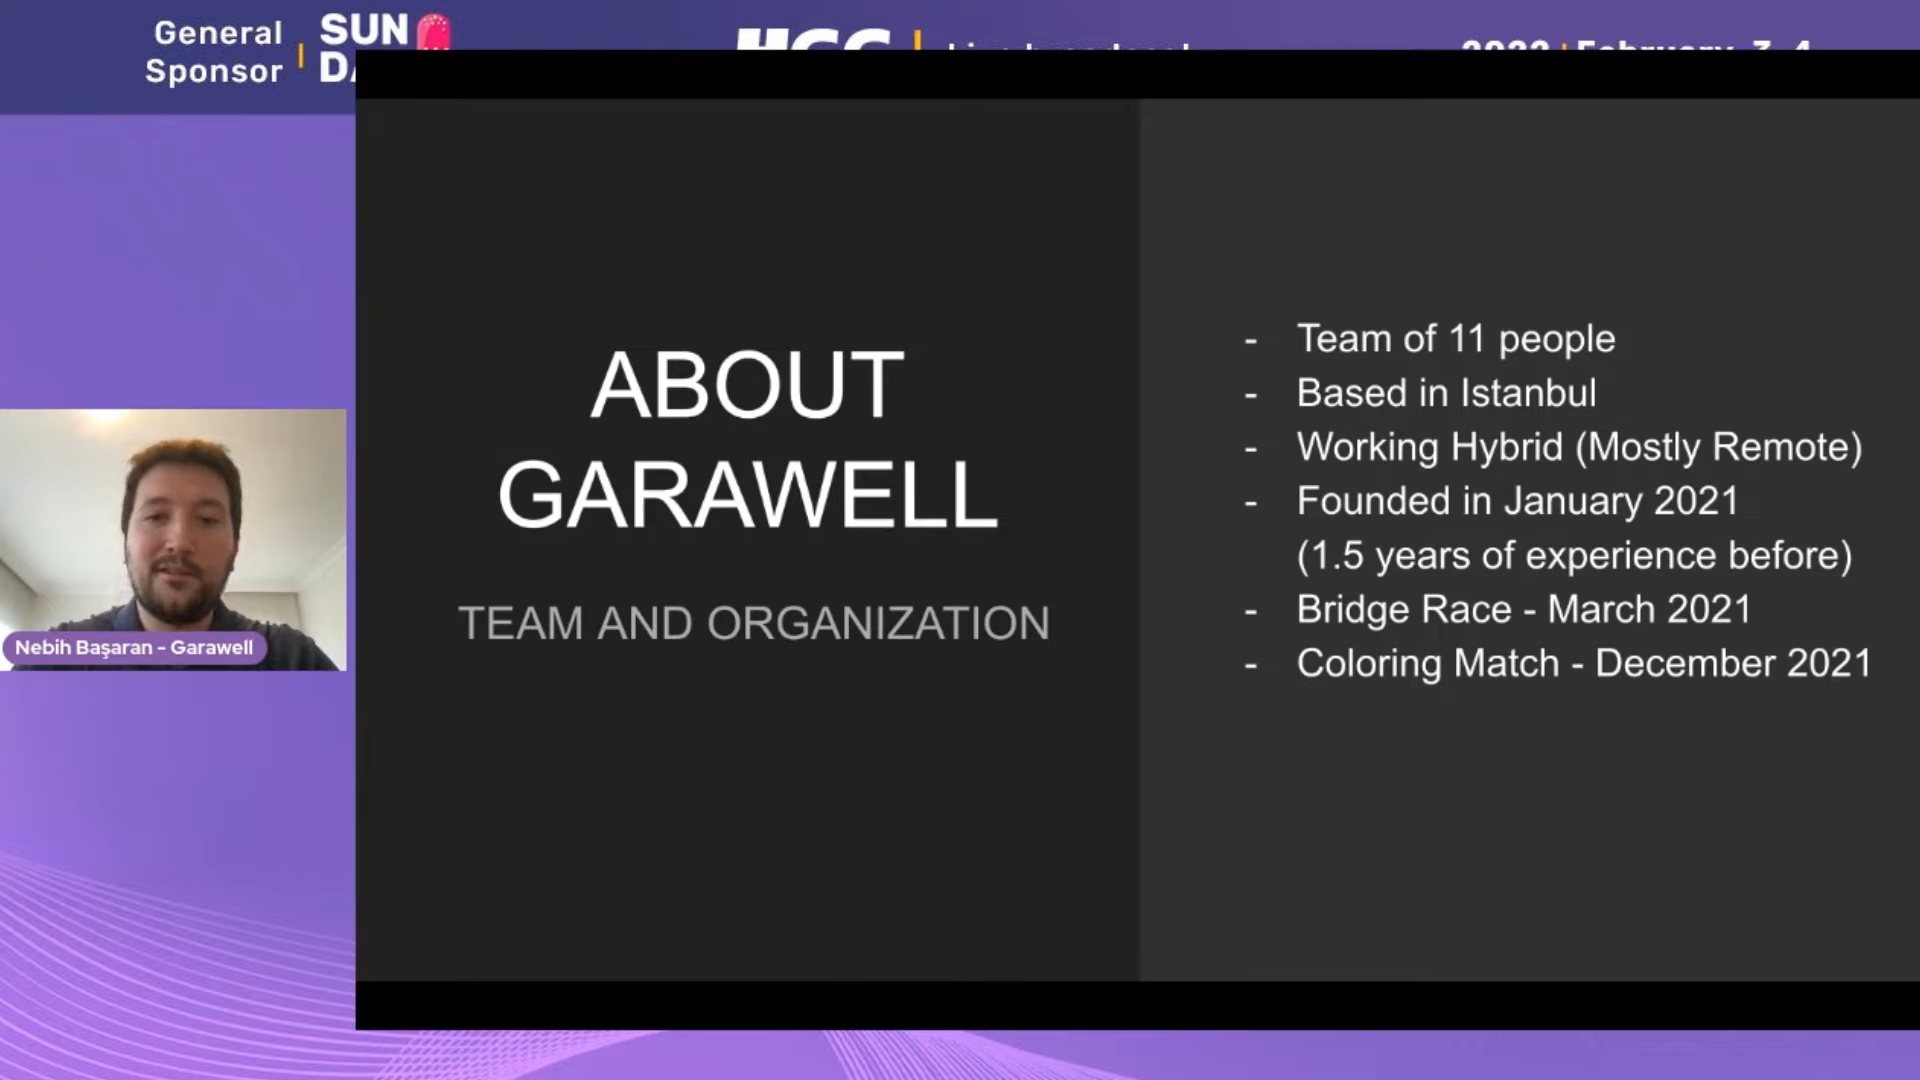 General
Sponsor
SUN
ABOUT
GARAWELL
TEAM AND ORGANIZATION
- Team of 11 people
- Based in Istanbul
- Working Hybrid (Mostly Remote)
- Founded in January 2021
(1.5 years of experience before)
- Bridge Race - March 2021
- Coloring Match - December 2021
Nebih Başaran - Garawell